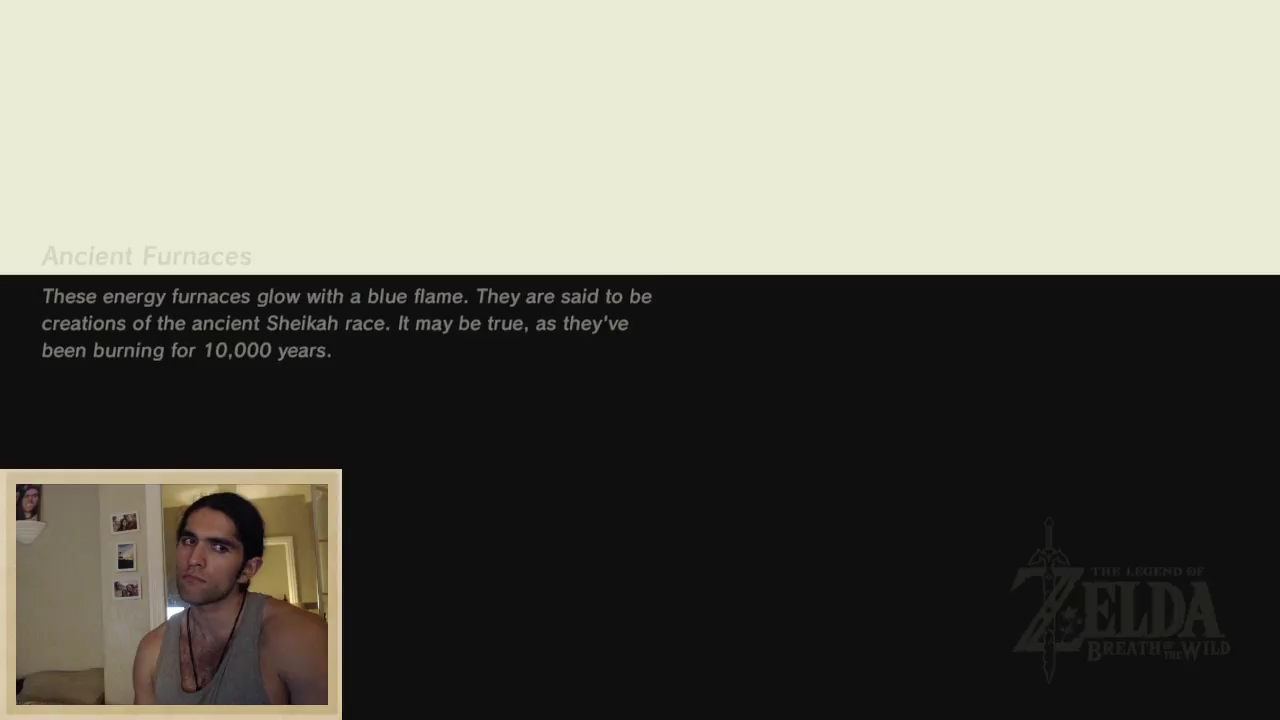 Ancient Furnaces
These energy furnaces glow with a blue flame. They are said to be
creations of the ancient Sheikah race. It may be true, as they've
been burning for 10,000 years.
THE LEGEND OF
ZELDA
BREATH OF THE WILD